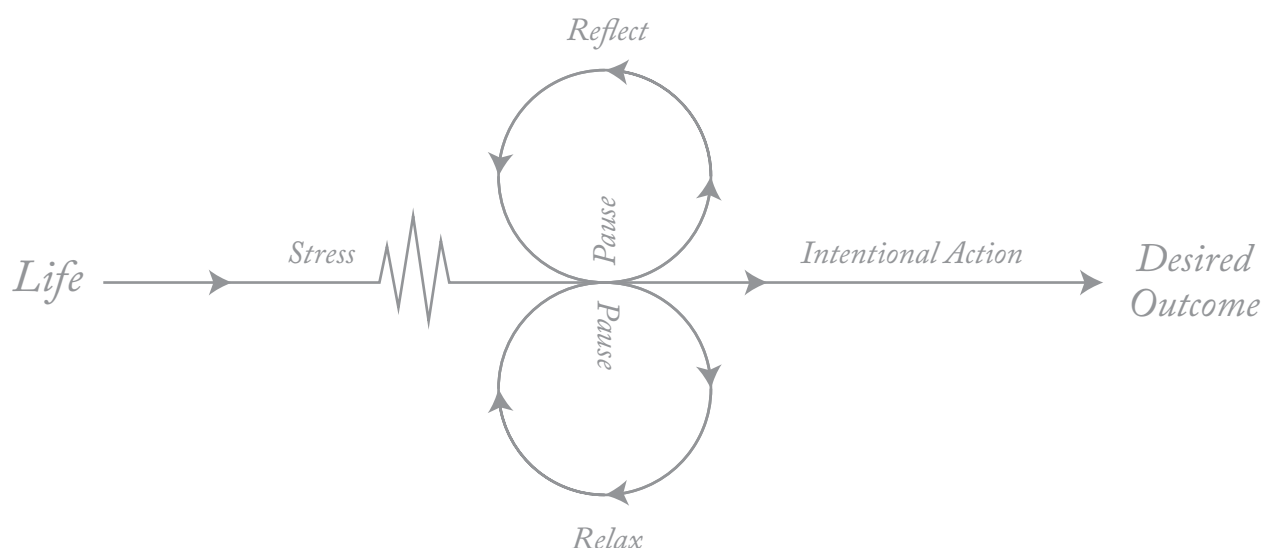 Reflect
Pause
Stress
Intentional Action
Life
Desired
Outcome
Pause
Relax